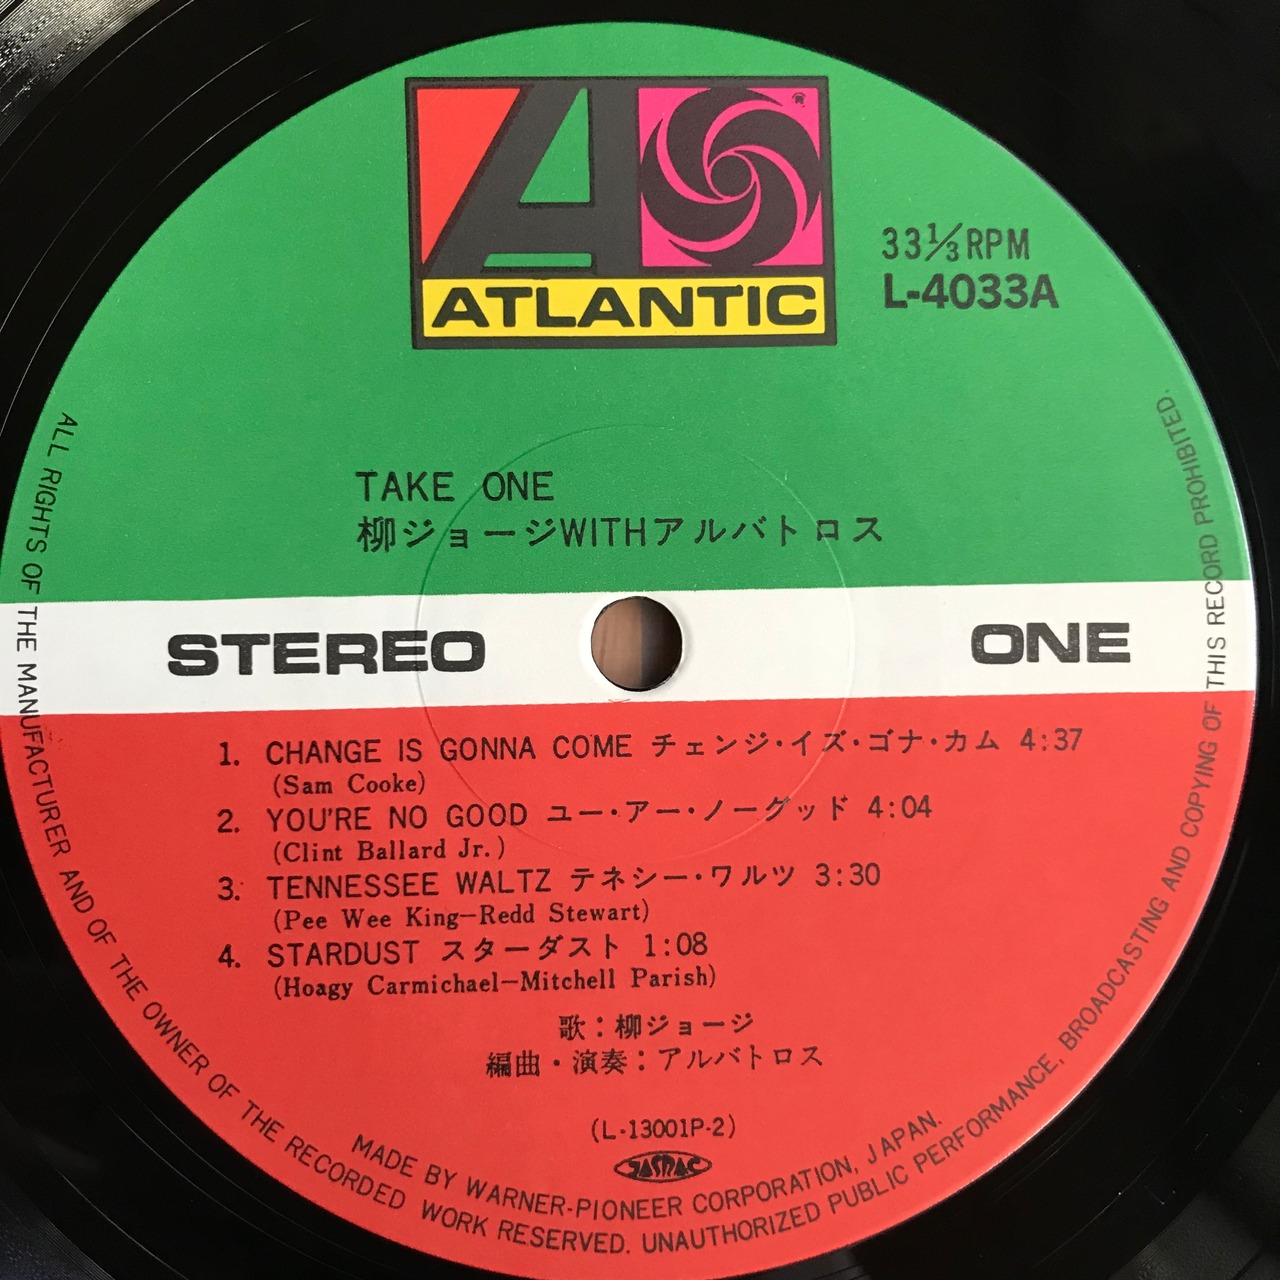 ATLANTIC
33⅓RPM
L-4033A
TAKE ONE
柳ジョージWITHアルバトロス
STEREO
ONE
1. CHANGE IS GONNA COME チェンジ・イズ・ゴナ・カム 4:37
(Sam Cooke)
2. YOU'RE NO GOOD ユー・アー・ノーグッド 4:04
(Clint Ballard Jr.)
3. TENNESSEE WALTZ テネシー・ワルツ 3:30
(Pee Wee King—Redd Stewart)
4. STARDUST スターダスト 1:08
(Hoagy Carmichael—Mitchell Parish)
歌：柳ジョージ
編曲・演奏：アルバトロス
(L-13001P-2)
JASRAC
MADE BY WARNER-PIONEER CORPORATION, JAPAN.
ALL RIGHTS OF THE MANUFACTURER AND OF THE OWNER OF THE RECORDED WORK RESERVED. UNAUTHORIZED PUBLIC PERFORMANCE, BROADCASTING AND COPYING OF THIS RECORD PROHIBITED.